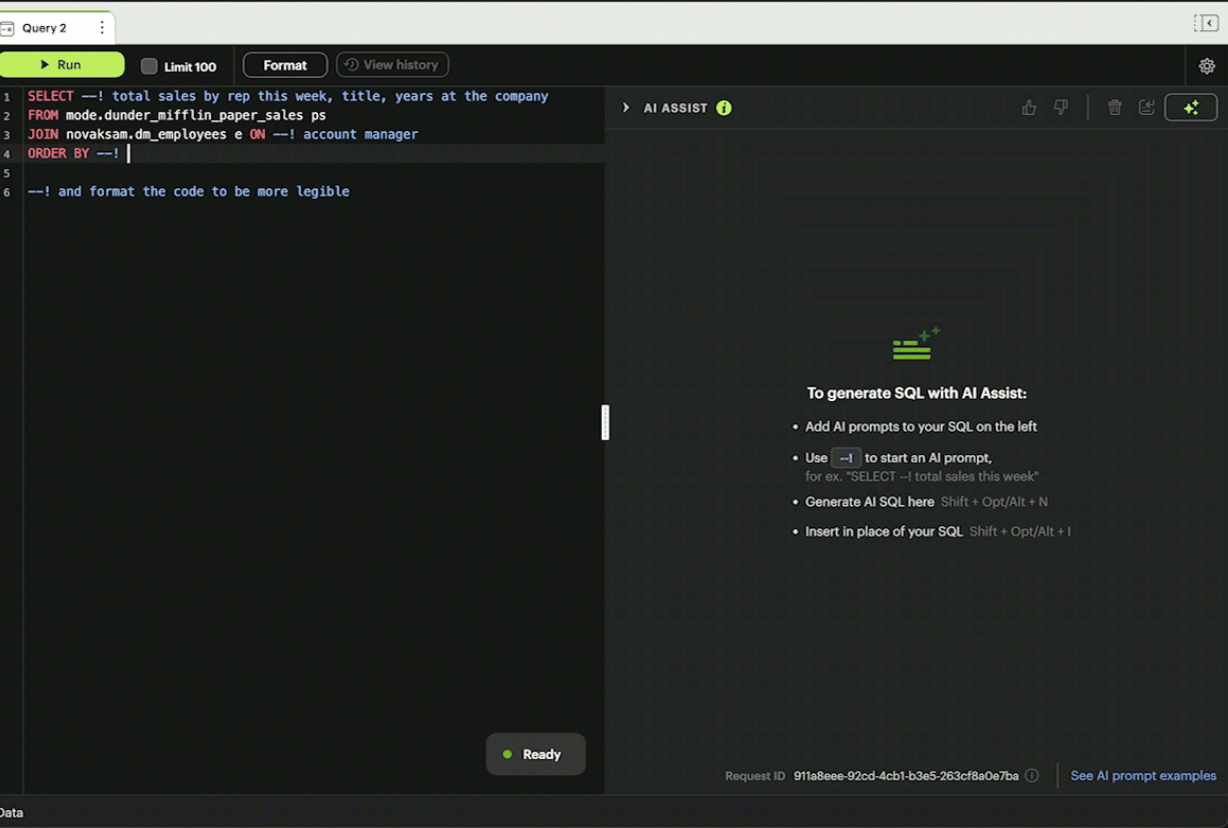 Query 2
Run
Limit 100
Format
View history
1 SELECT --! total sales by rep this week, title, years at the company
2 FROM mode.dunder_mifflin_paper_sales ps
3 JOIN novaksam.dm_employees e ON --! account manager
4 ORDER BY --!
5
6 --! and format the code to be more legible
AI ASSIST i
To generate SQL with AI Assist:
• Add AI prompts to your SQL on the left
• Use --! to start an AI prompt,
for ex. "SELECT --! total sales this week"
• Generate AI SQL here Shift + Opt/Alt + N
• Insert in place of your SQL Shift + Opt/Alt + I
Ready
Request ID 911a8eee-92cd-4cb1-b3e5-263cf8a0e7ba
See AI prompt examples
Data